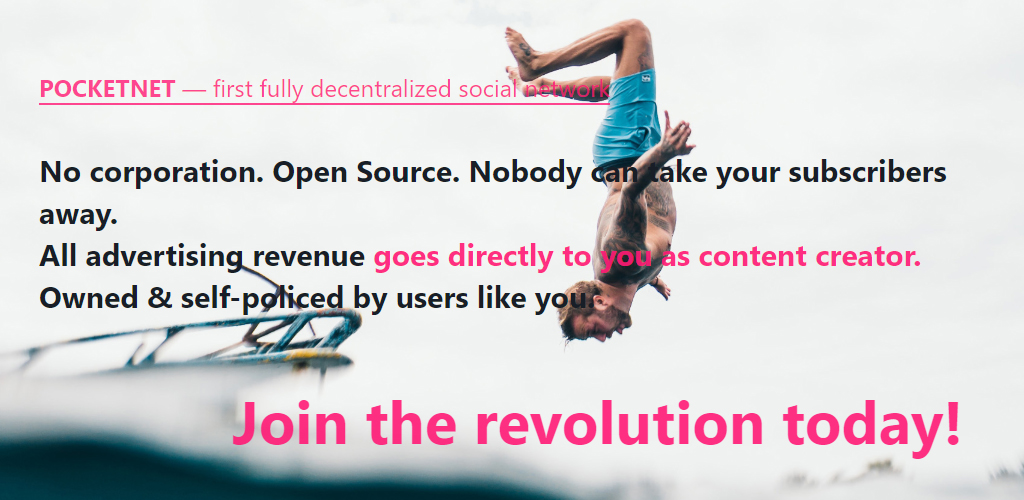 POCKETNET — first fully decentralized social network
No corporation. Open Source. Nobody can take your subscribers
away.
All advertising revenue goes directly to you as content creator.
Owned & self-policed by users like you.
Join the revolution today!